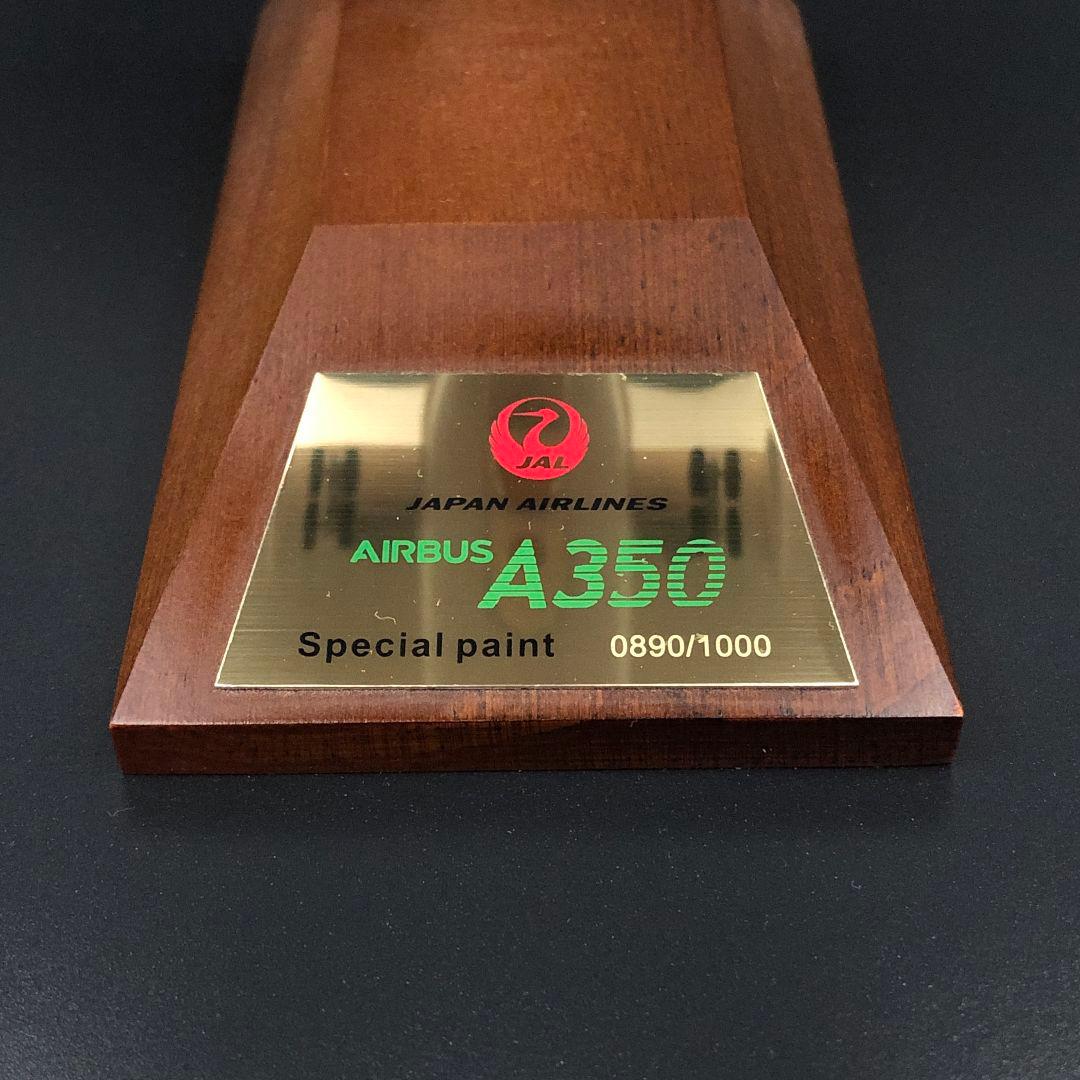 JAL
JAPAN AIRLINES
AIRBUS A350
Special paint 0890/1000